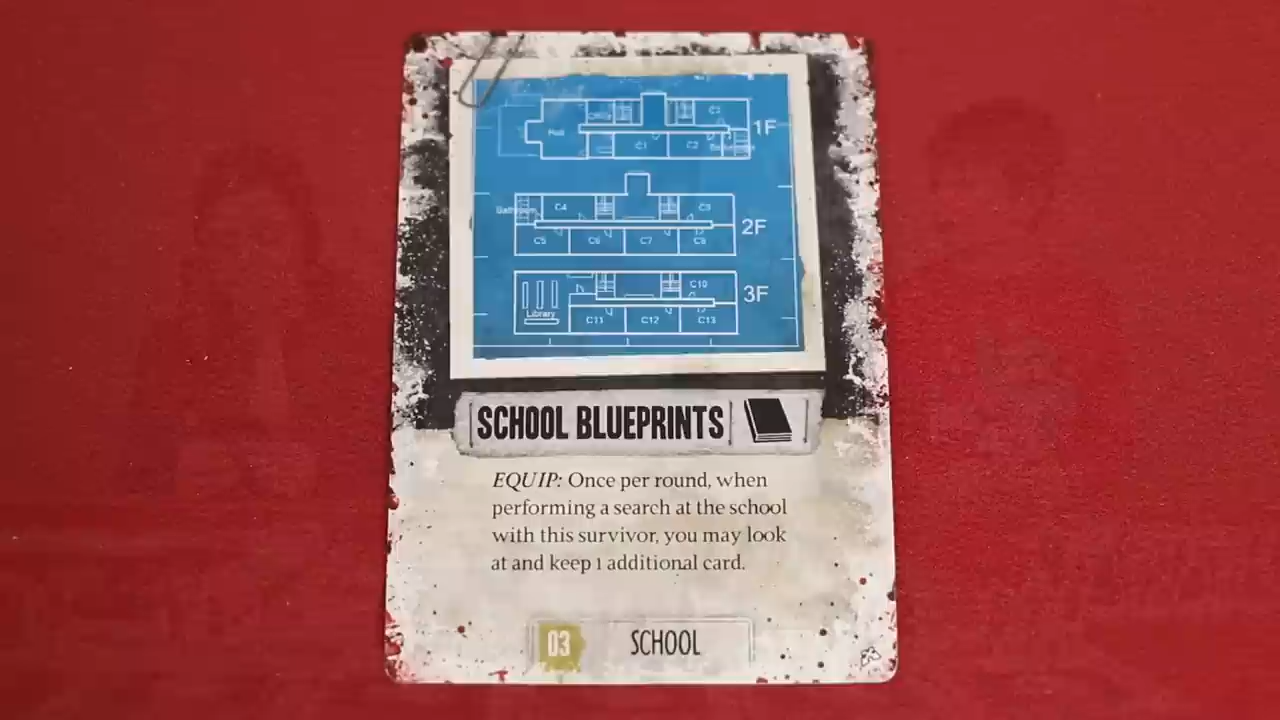 C3
Hall
C1
C2
1F
Bathroom
C4
C5
C6
C7
2F
C10
3F
Library
C11
C12
C13
SCHOOL BLUEPRINTS
EQUIP: Once per round, when
performing a search at the school
with this survivor, you may look
at and keep 1 additional card.
03
SCHOOL